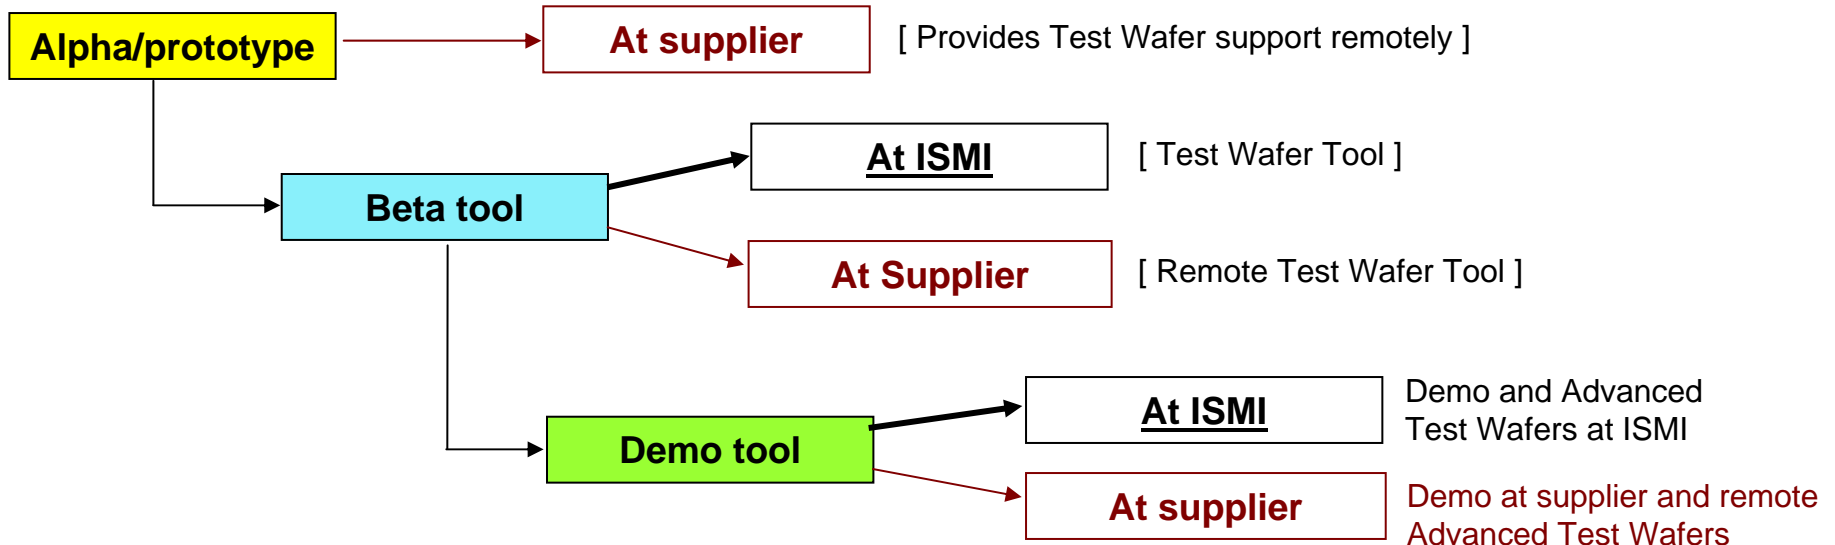 Alpha/prototype
At supplier
[ Provides Test Wafer support remotely ]
At ISMI
[ Test Wafer Tool ]
Beta tool
At Supplier
[ Remote Test Wafer Tool ]
At ISMI
Demo and Advanced
Test Wafers at ISMI
Demo tool
At supplier
Demo at supplier and remote
Advanced Test Wafers